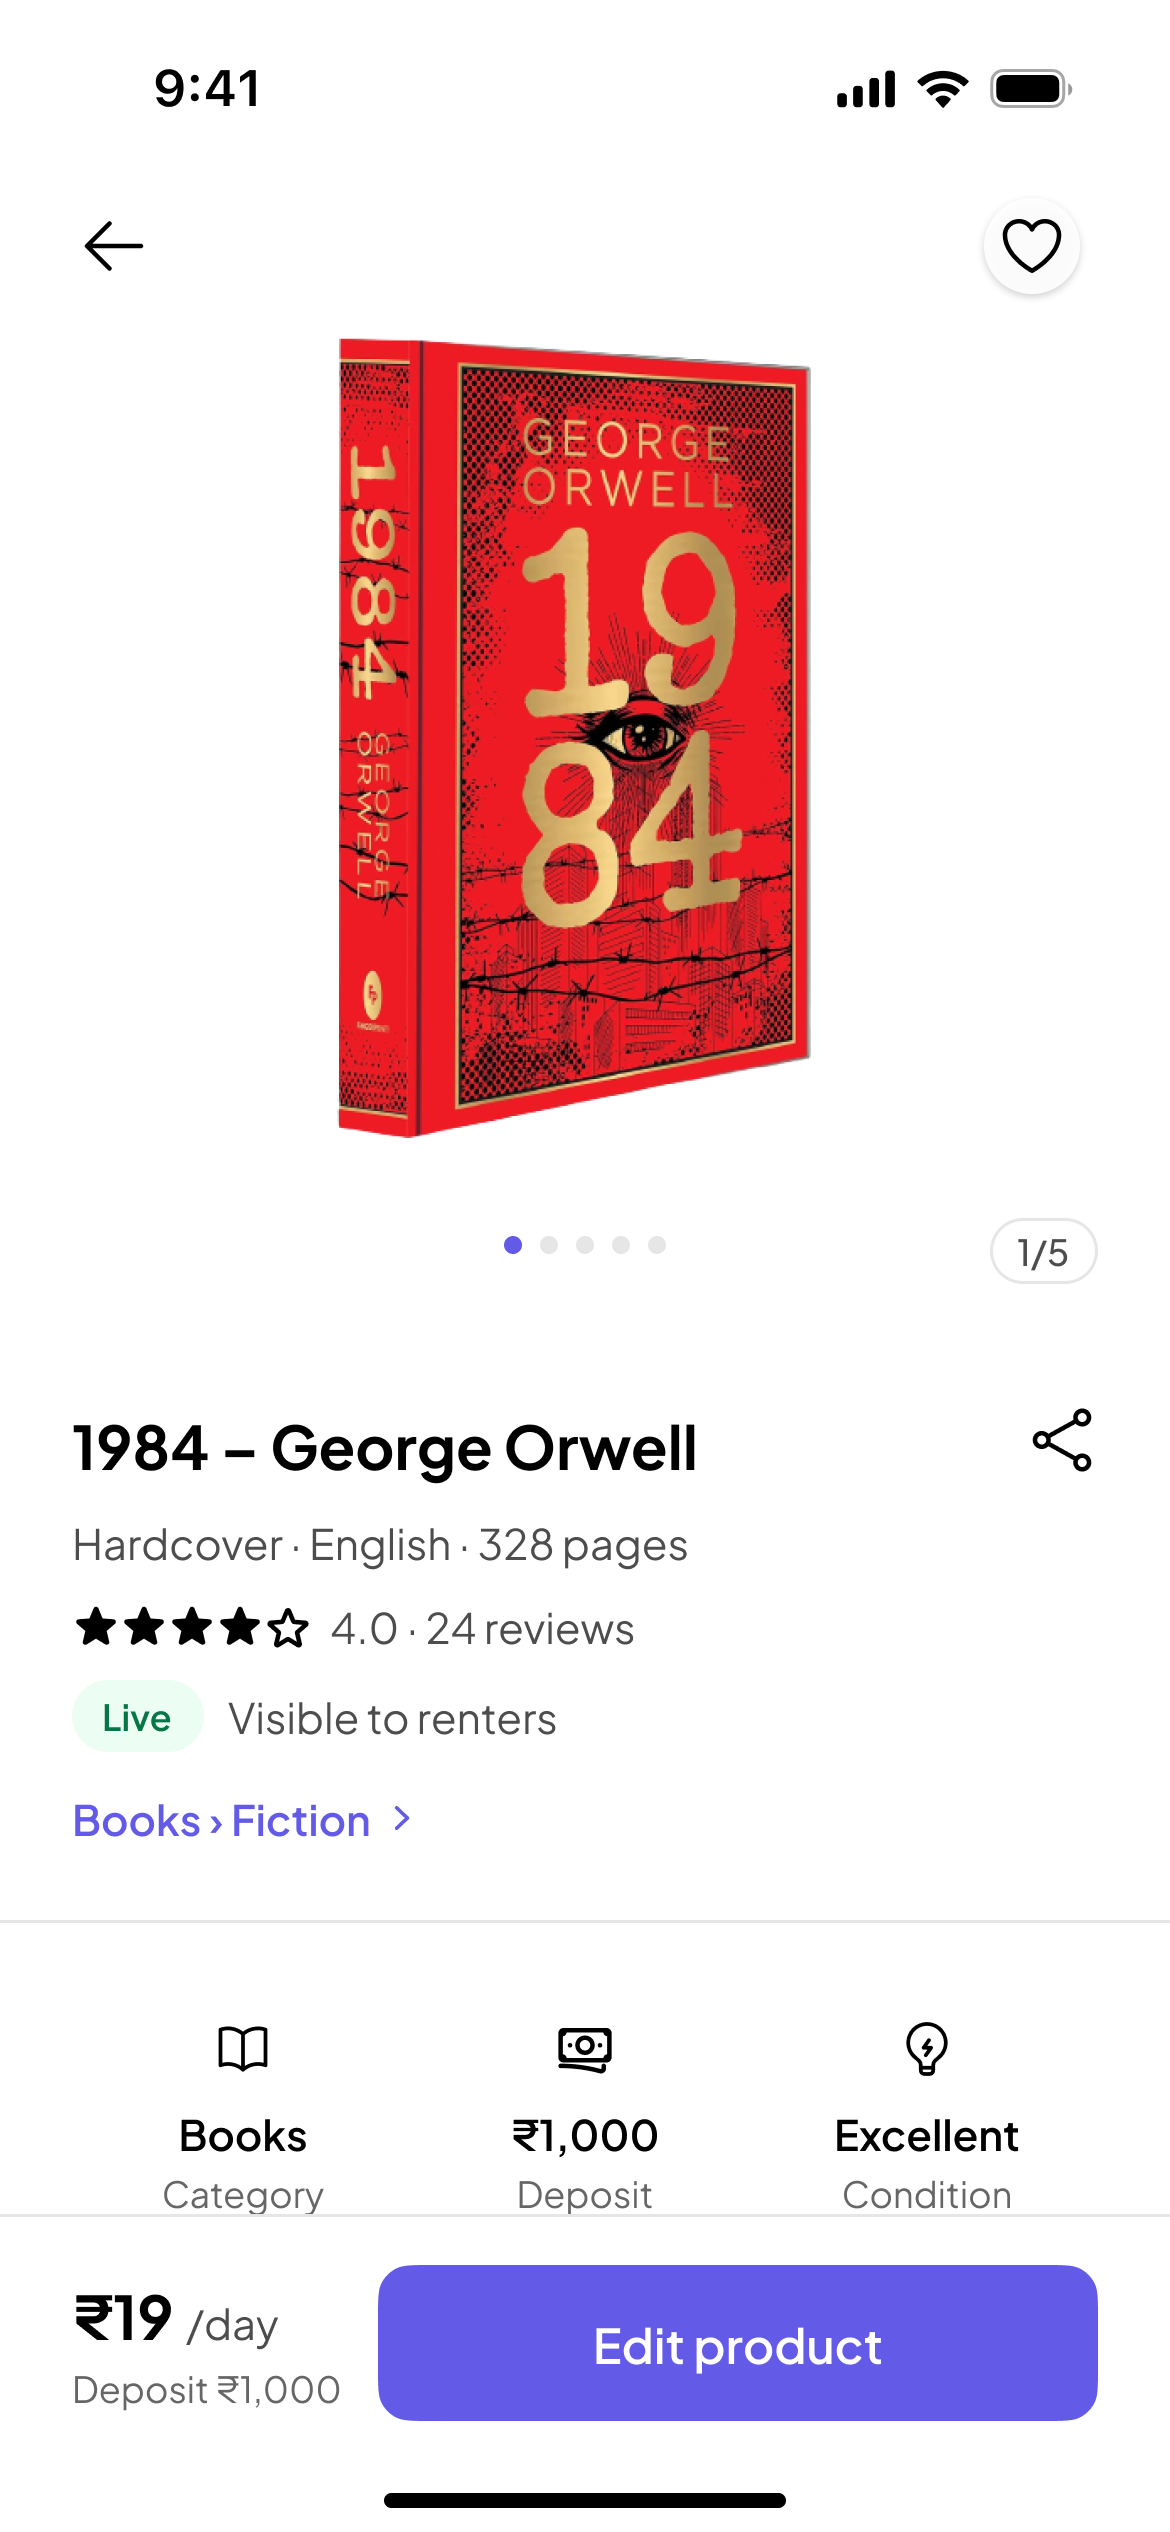 9:41
GEORGE
ORWELL
19
84
1984
GEORGE
ORWELL
FP
1/5
1984 – George Orwell
Hardcover · English · 328 pages
4.0 · 24 reviews
Live Visible to renters
Books › Fiction
Books ₹1,000 Excellent
Category Deposit Condition
₹19 /day
Deposit ₹1,000
Edit product